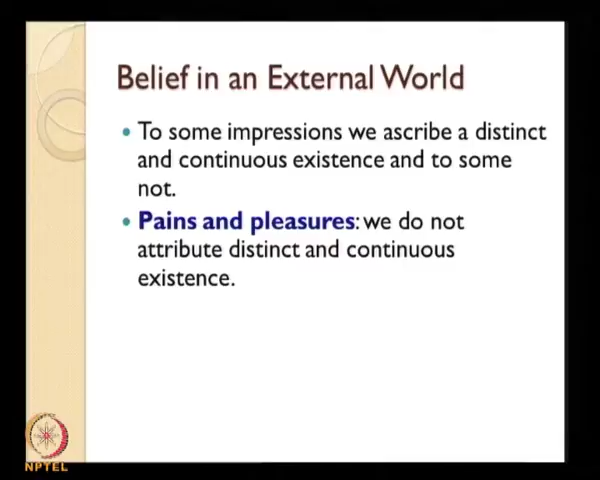 Belief in an External World
To some impressions we ascribe a distinct
and continuous existence and to some
not.
Pains and pleasures: we do not
attribute distinct and continuous
existence.
NPTEL